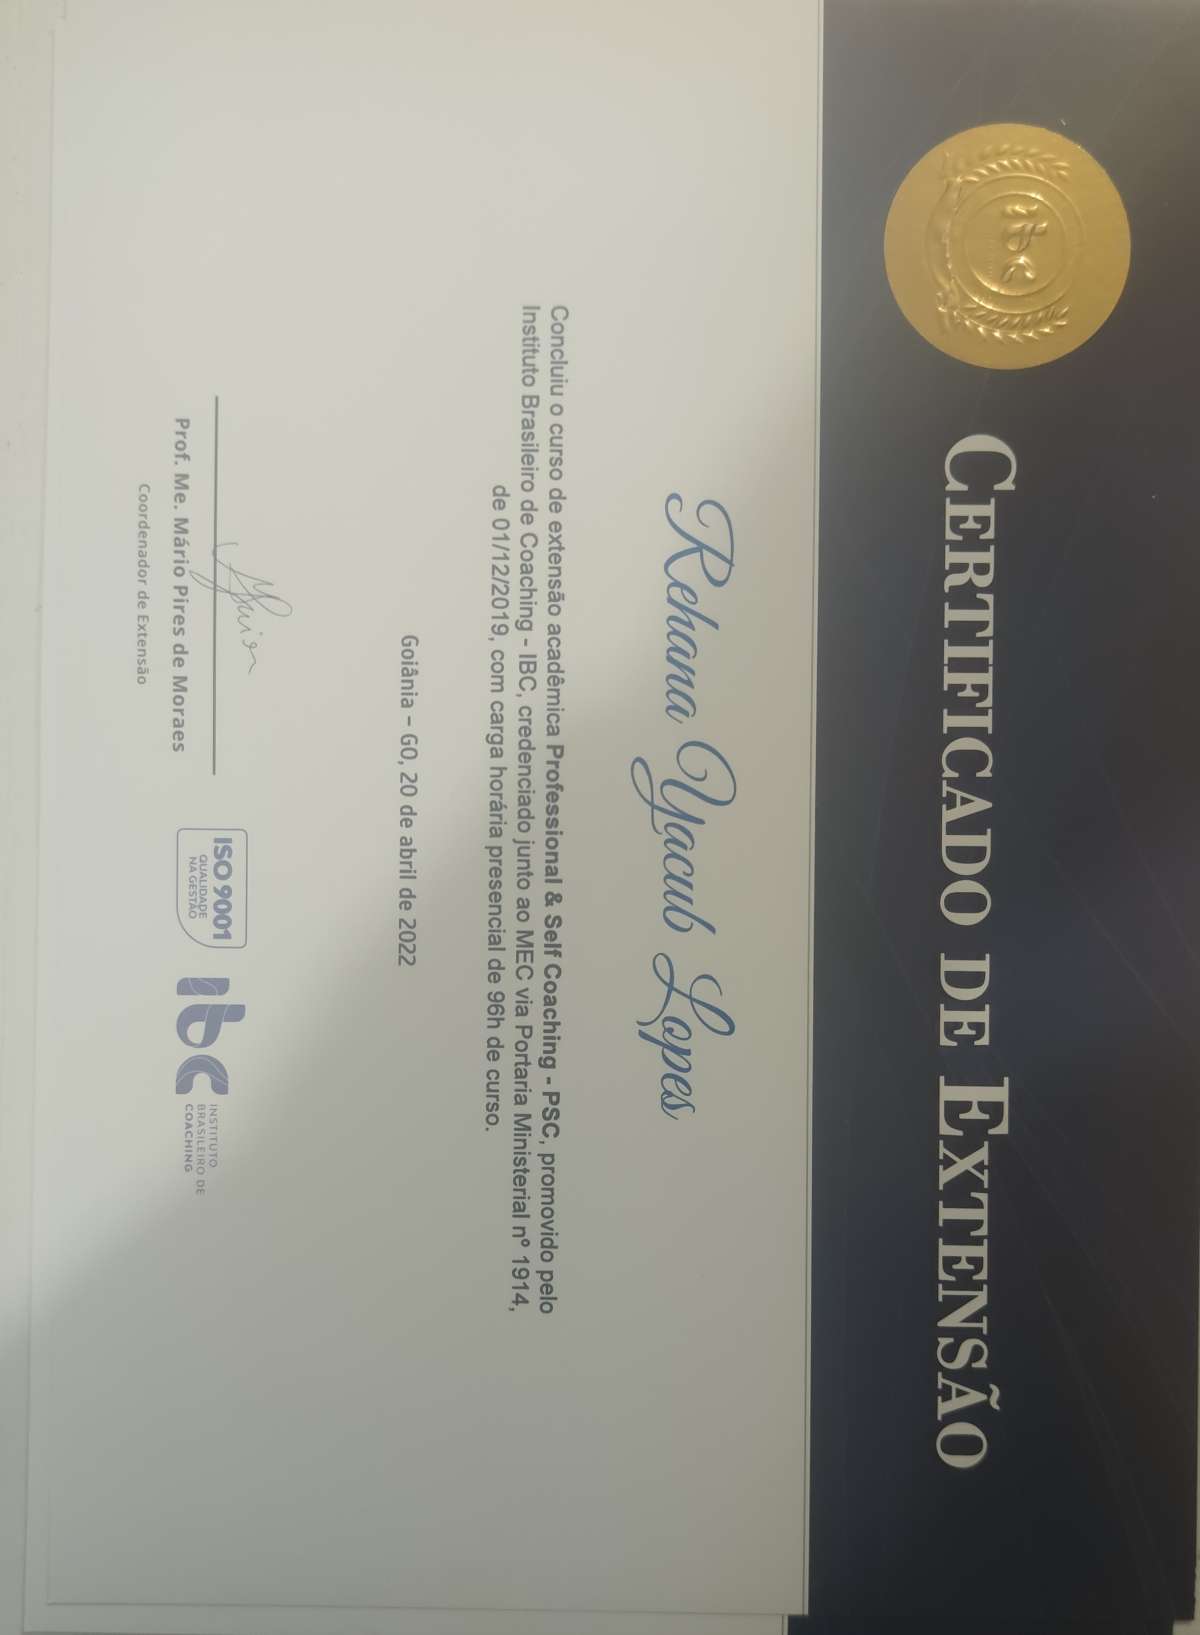 ibc
CERTIFICADO DE EXTENSÃO
Rehana Yacub Lopes
Concluiu o curso de extensão acadêmica Professional & Self Coaching - PSC, promovido pelo
Instituto Brasileiro de Coaching - IBC, credenciado junto ao MEC via Portaria Ministerial nº 1914,
de 01/12/2019, com carga horária presencial de 96h de curso.
Goiânia – GO, 20 de abril de 2022
Prof. Me. Mário Pires de Moraes
Coordenador de Extensão
ISO 9001
QUALIDADE
NA GESTÃO
ibc
INSTITUTO
BRASILEIRO DE
COACHING